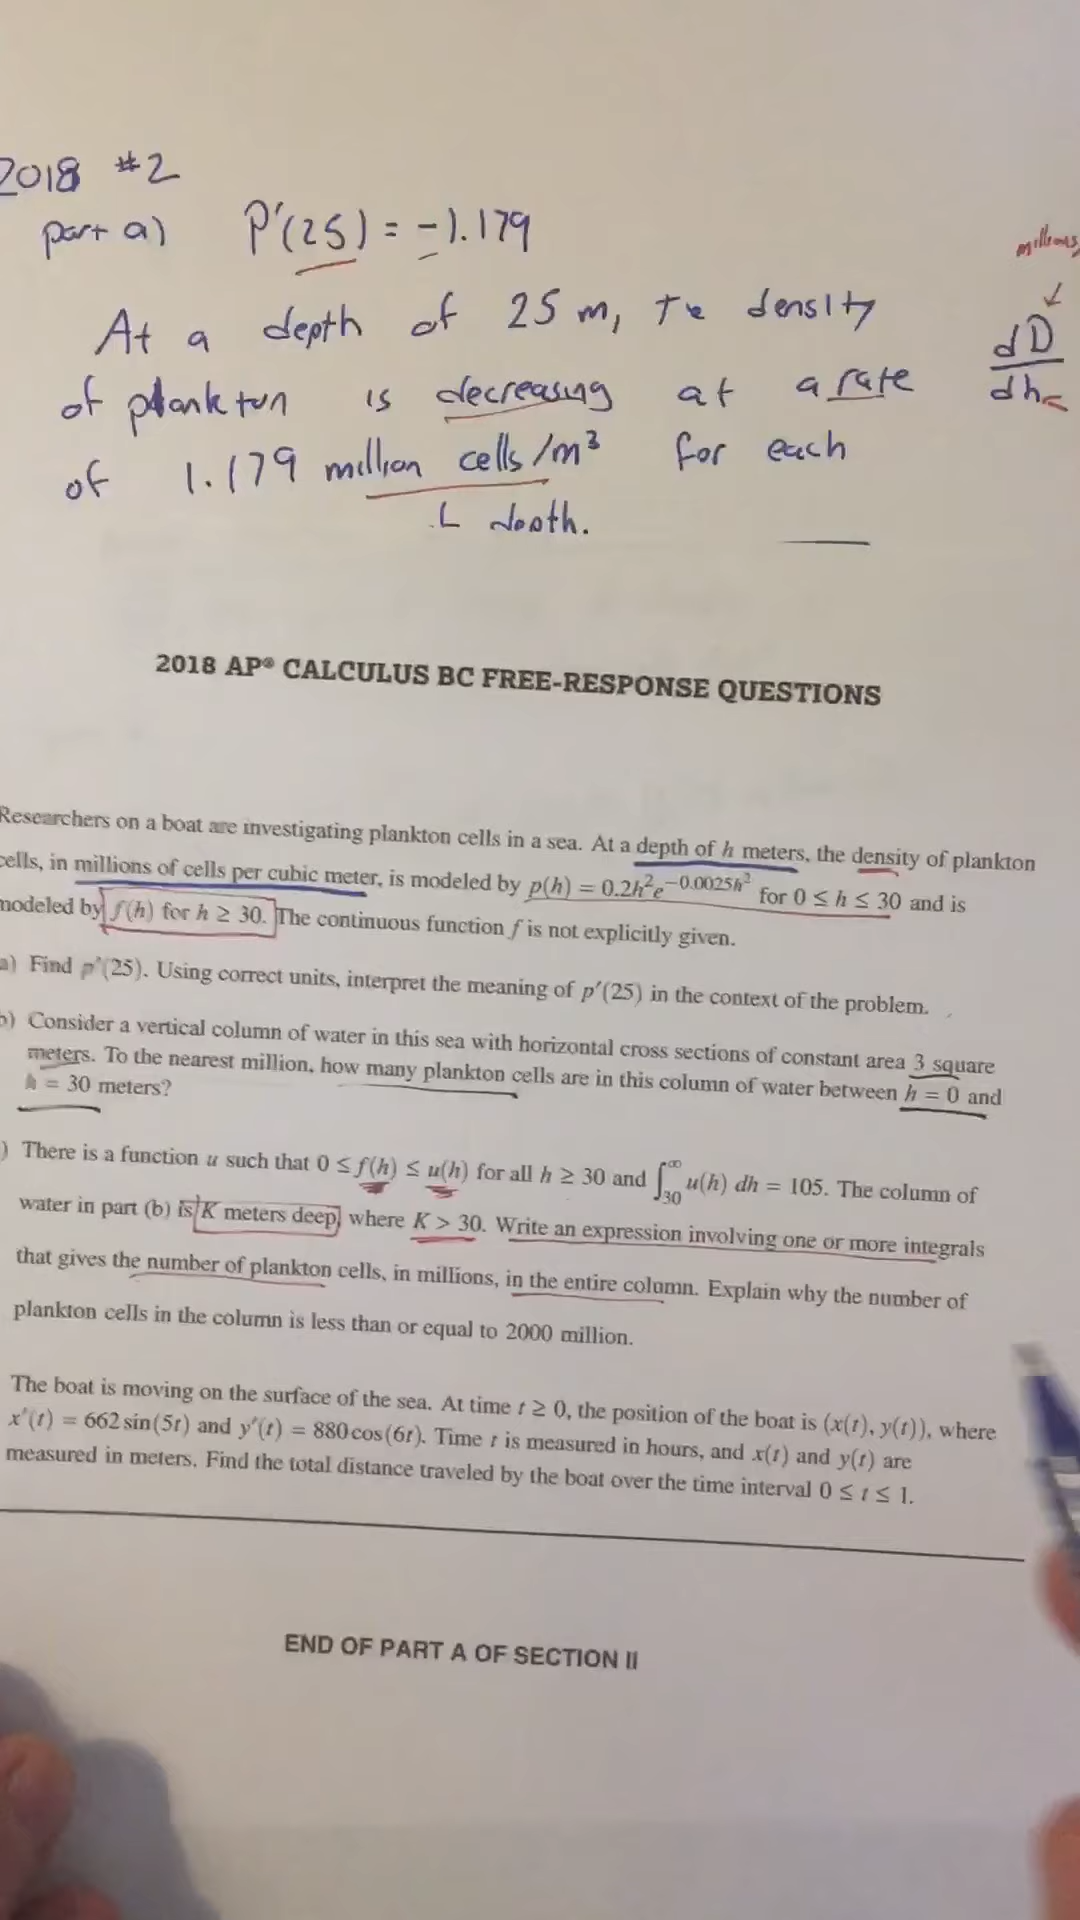 2018 #2
part a) P'(25) = -1.179
millions
At a depth of 25 m, the density
dD
of plankton is decreasing at a rate
dh
of 1.179 million cells/m³ for each
depth.
2018 AP® CALCULUS BC FREE-RESPONSE QUESTIONS
Researchers on a boat are investigating plankton cells in a sea. At a depth of h meters, the density of plankton
cells, in millions of cells per cubic meter, is modeled by p(h) = 0.2h²e^{−0.0025h²} for 0 ≤ h ≤ 30 and is
modeled by f(h) for h ≥ 30. The continuous function f is not explicitly given.
a) Find p′(25). Using correct units, interpret the meaning of p′(25) in the context of the problem.
b) Consider a vertical column of water in this sea with horizontal cross sections of constant area 3 square
meters. To the nearest million, how many plankton cells are in this column of water between h = 0 and
h = 30 meters?
) There is a function u such that 0 ≤ f(h) ≤ u(h) for all h ≥ 30 and ∫₃₀^∞ u(h) dh = 105. The column of
water in part (b) is K meters deep, where K > 30. Write an expression involving one or more integrals
that gives the number of plankton cells, in millions, in the entire column. Explain why the number of
plankton cells in the column is less than or equal to 2000 million.
The boat is moving on the surface of the sea. At time t ≥ 0, the position of the boat is (x(t), y(t)), where
x′(t) = 662 sin(5t) and y′(t) = 880 cos(6t). Time t is measured in hours, and x(t) and y(t) are
measured in meters. Find the total distance traveled by the boat over the time interval 0 ≤ t ≤ 1.
END OF PART A OF SECTION II